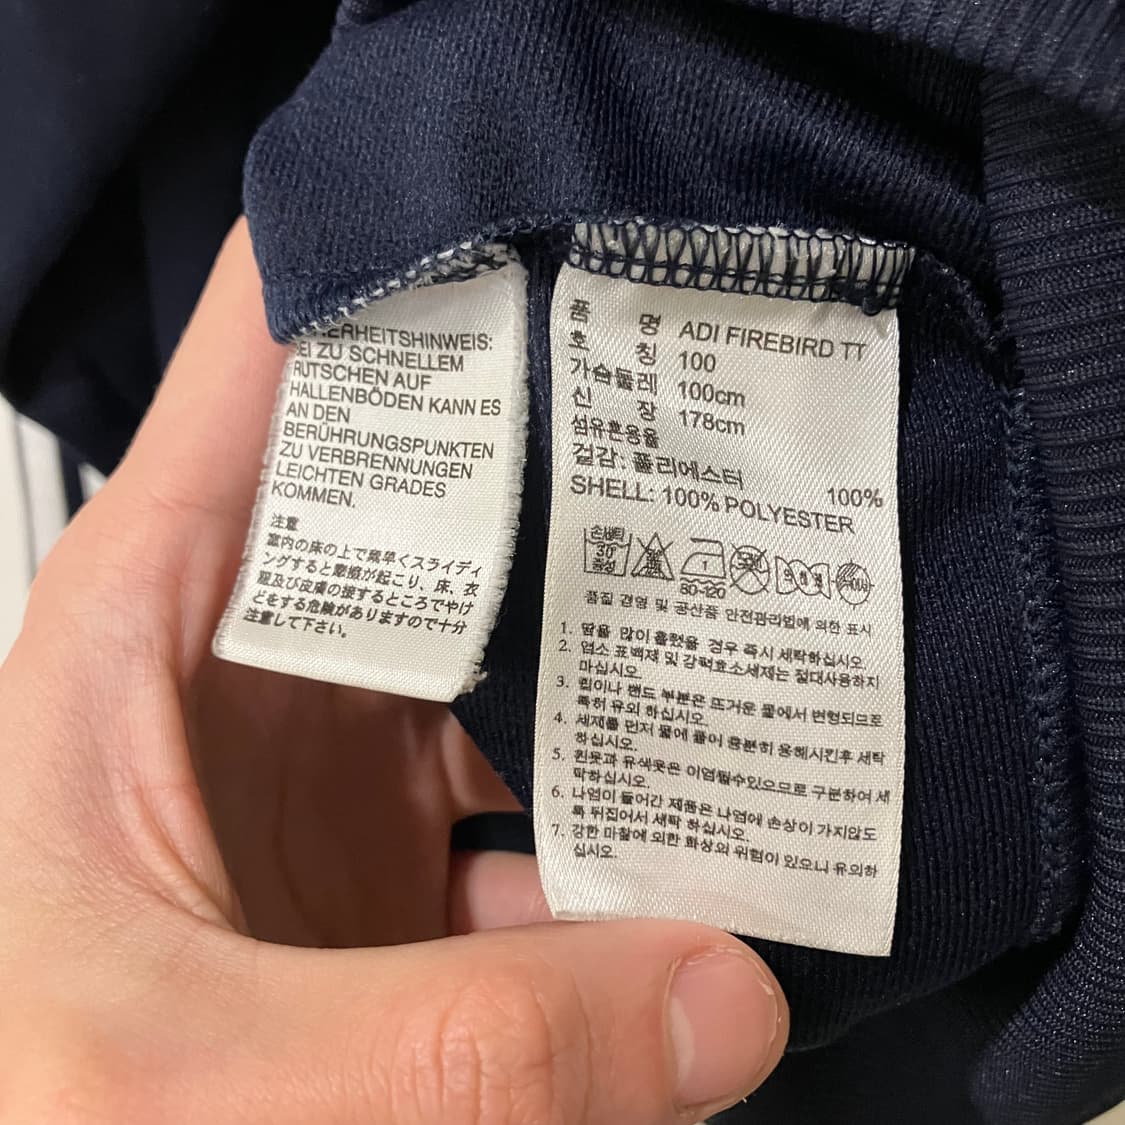 ERHEITSHINWEIS:
EI ZU SCHNELLEM
RUTSCHEN AUF
HALLENBÖDEN KANN ES
AN DEN
BERÜHRUNGSPUNKTEN
ZU VERBRENNUNGEN
LEICHTEN GRADES
KOMMEN.
注意
室内の床の上で素早くスライディ
ングすると摩擦が起こり、床、衣
服及び皮膚の接するところでやけ
どをする危険がありますので十分
注意して下さい。
품 명 ADI FIREBIRD TT
호 칭 100
가슴둘레 100cm
신 장 178cm
섬유혼용율
겉감: 폴리에스터 100%
SHELL: 100% POLYESTER
손세탁
30
중성
1
80-120
품질 경영 및 공산품 안전관리법에 의한 표시
1. 땀을 많이 흘렸을 경우 즉시 세탁하십시오.
2. 염소 표백제 및 강력효소세제는 절대사용하지
마십시오.
3. 립이나 밴드 부분은 뜨거운 물에서 변형되므로
특히 유의 하십시오.
4. 세제를 먼저 물에 풀어 충분히 용해시킨후 세탁
하십시오.
5. 흰옷과 유색옷은 이염될수있으므로 구분하여 세
탁하십시오.
6. 나염이 들어간 제품은 나염에 손상이 가지않도
록 뒤집어서 세탁 하십시오.
7. 강한 마찰에 의한 화상의 위험이 있으니 유의하
십시오.